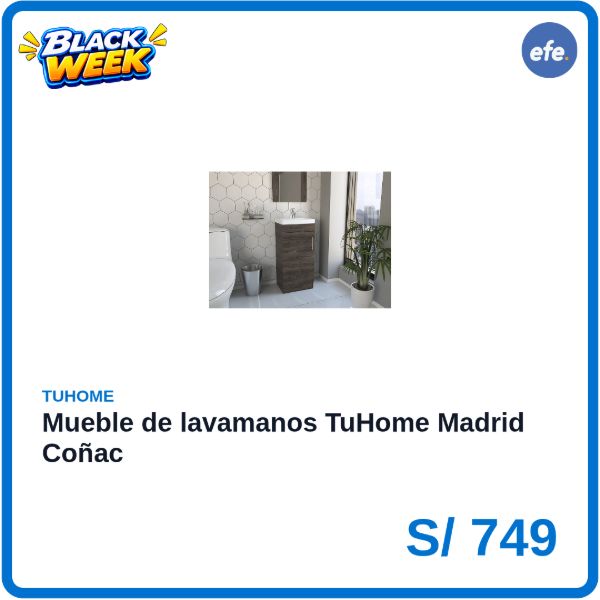 BLACK
WEEK
efe.
TUHOME
Mueble de lavamanos TuHome Madrid
Coñac
S/ 749